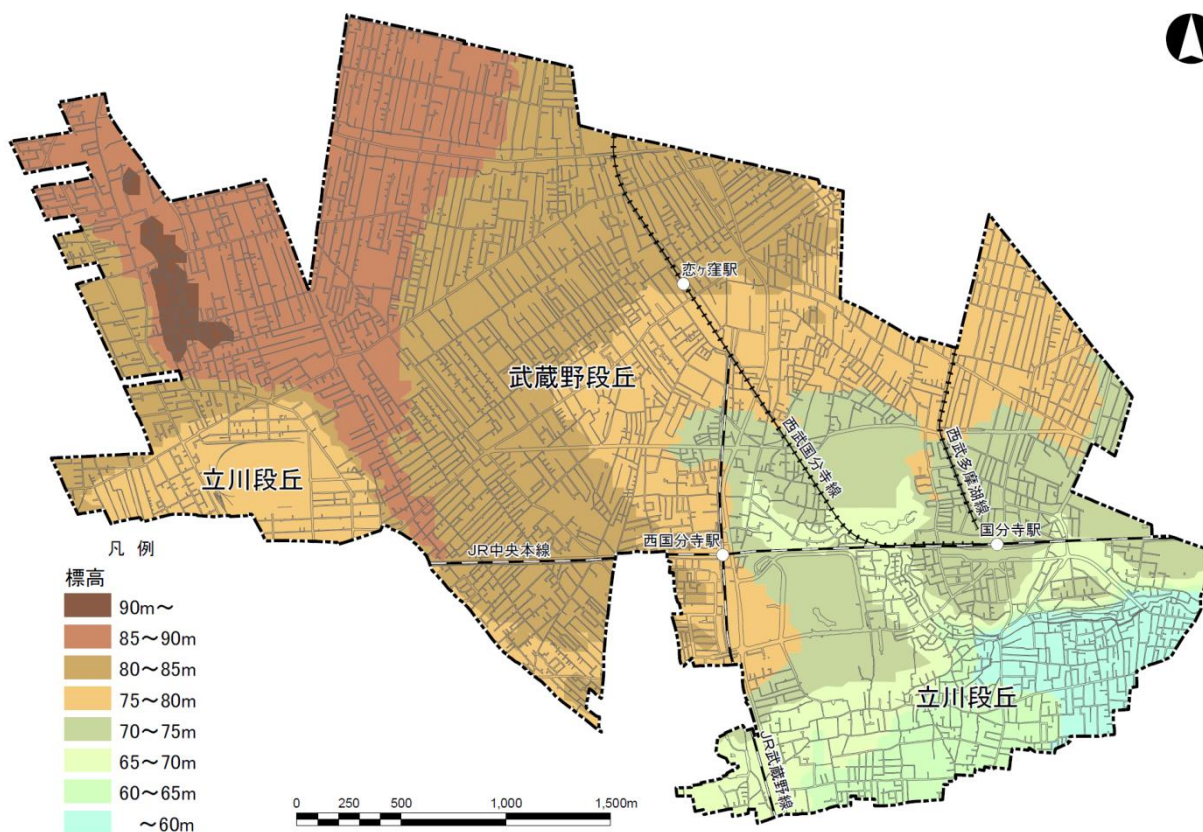 恋ヶ窪駅
武蔵野段丘
西武国分寺線
西武多摩湖線
立川段丘
国分寺駅
西国分寺駅
JR中央本線
立川段丘
JR武蔵野線
凡 例
標高
90m～
85～90m
80～85m
75～80m
70～75m
65～70m
60～65m
～60m
0 250 500 1,000 1,500m